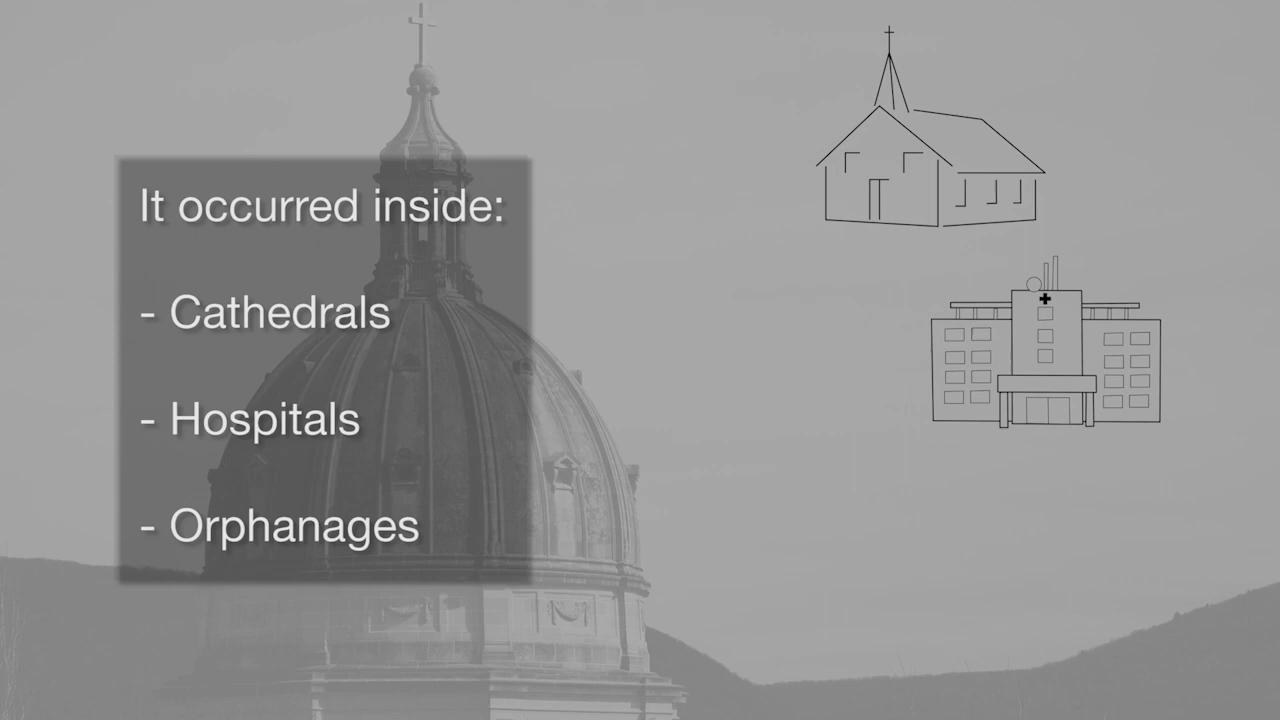 It occurred inside:
- Cathedrals
- Hospitals
- Orphanages